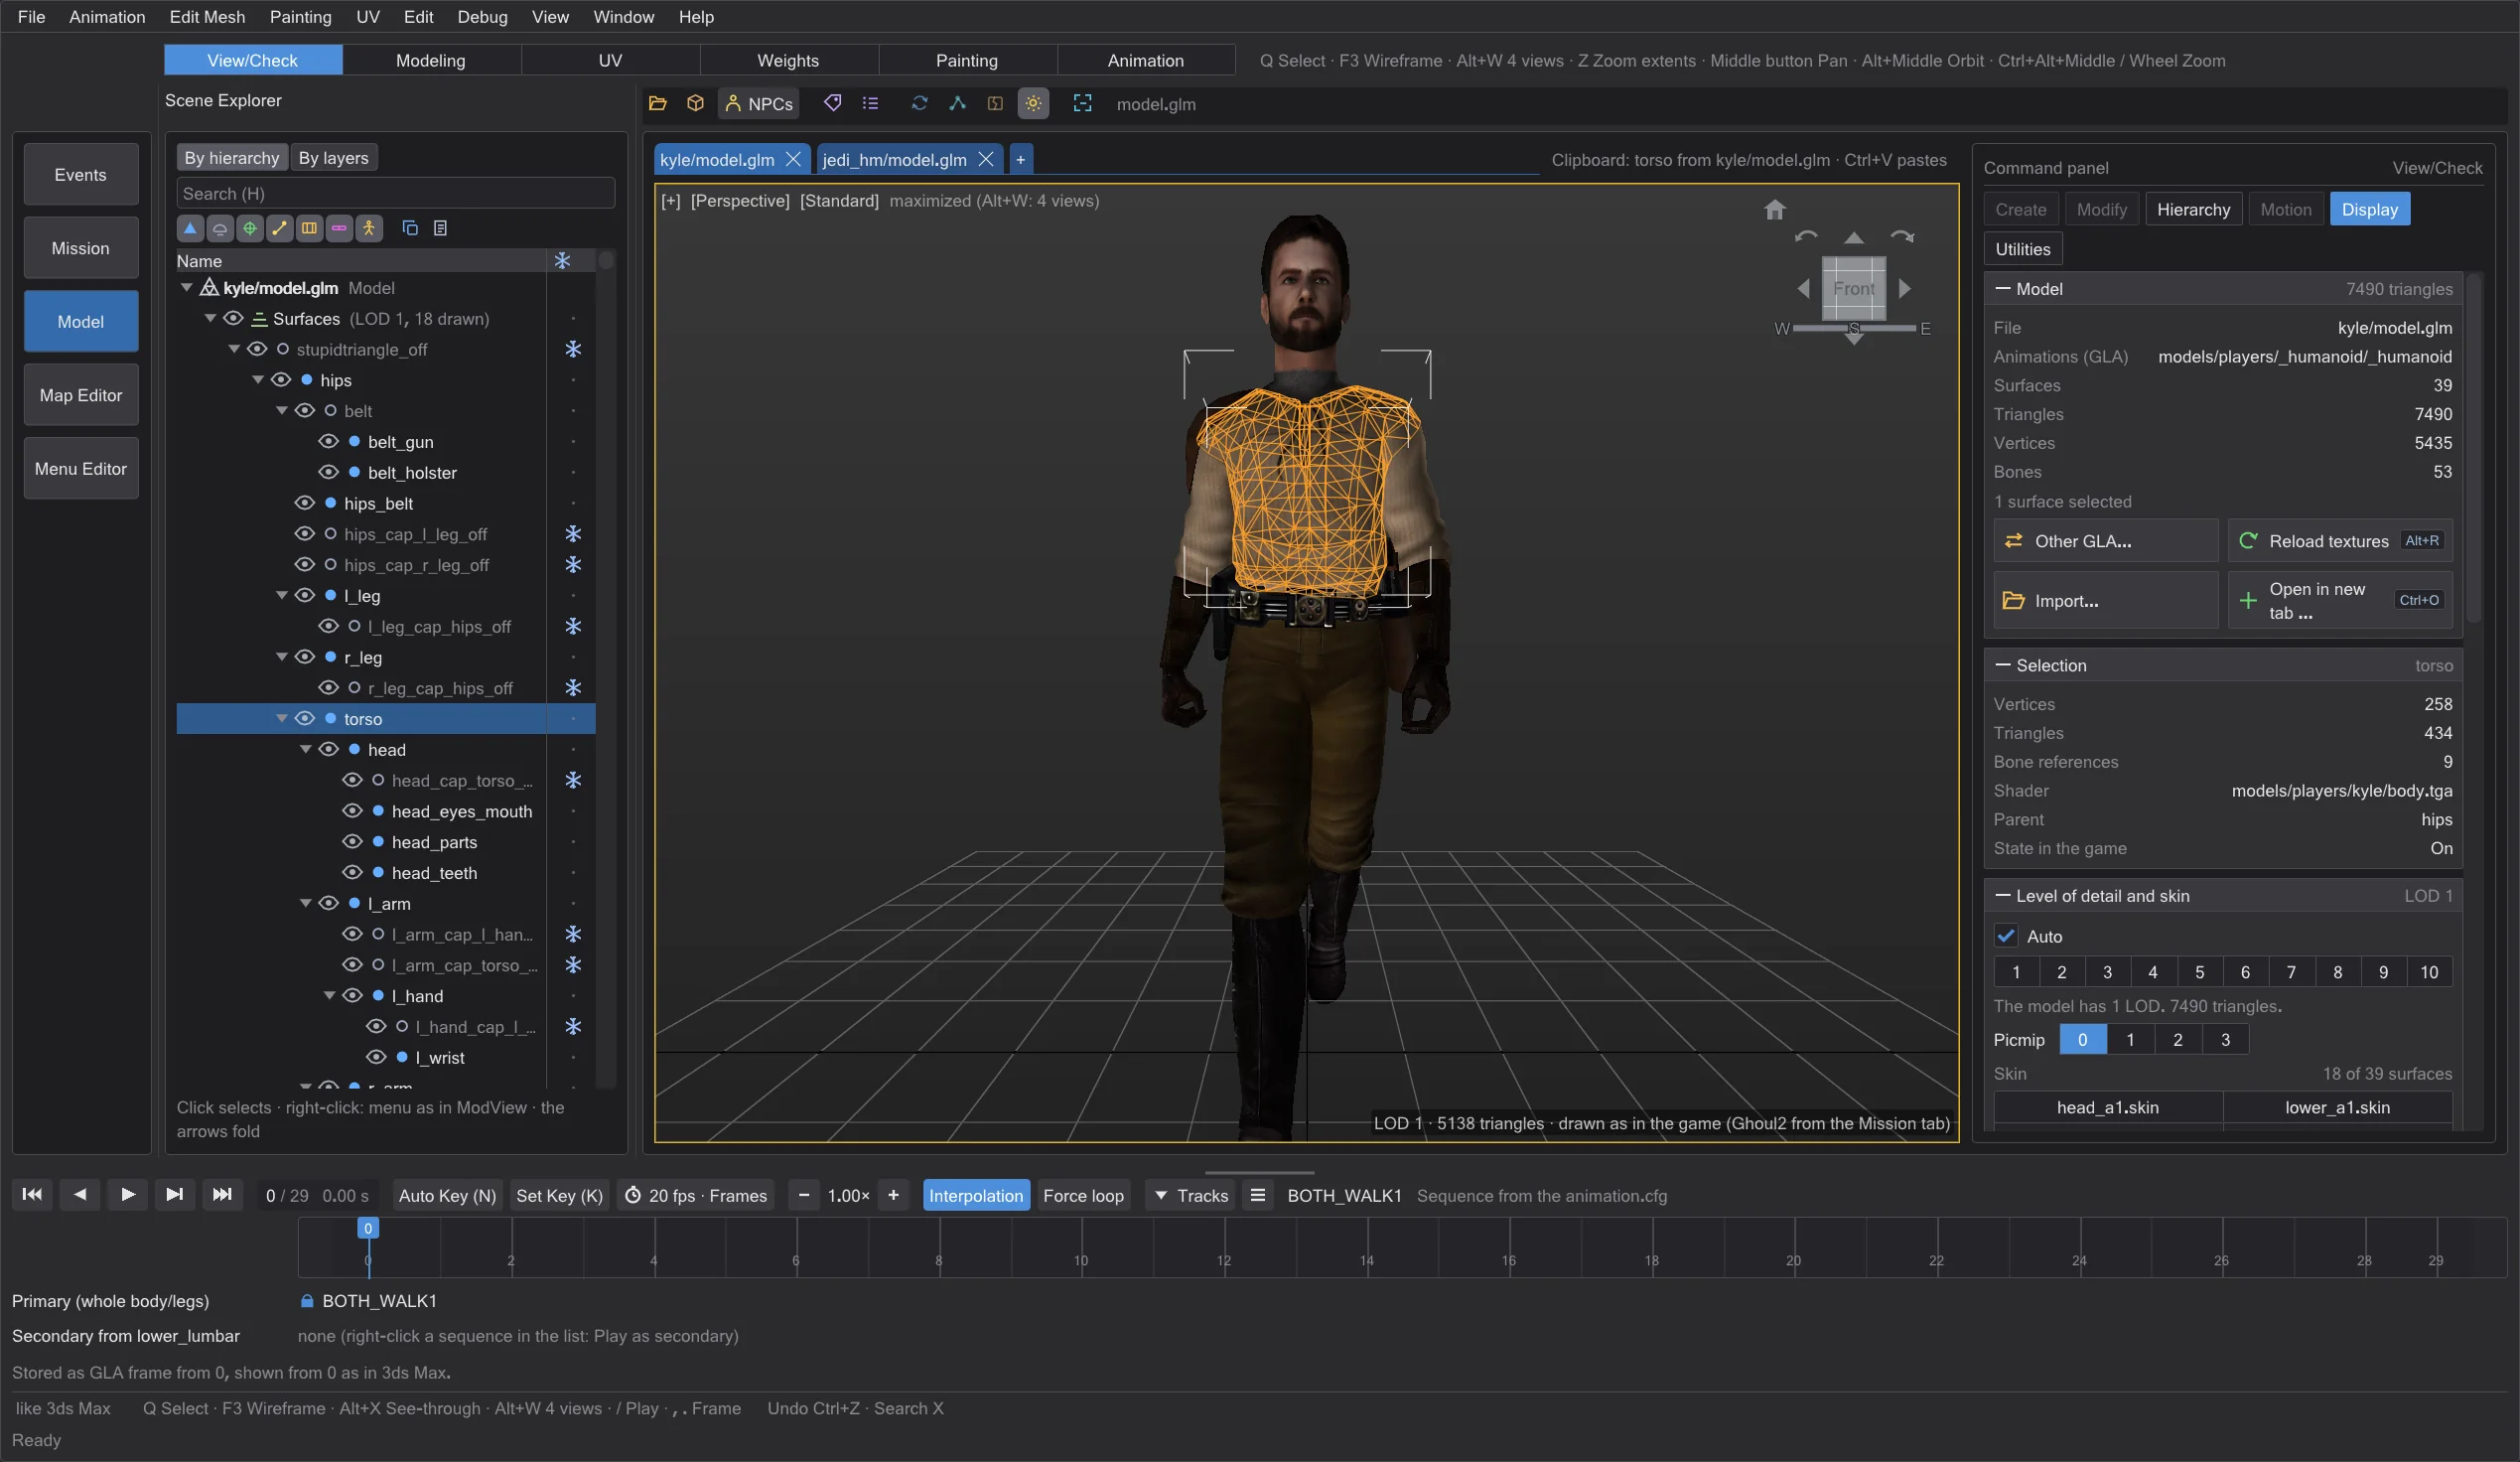 File Animation Edit Mesh Painting UV Edit Debug View Window Help
View/Check Modeling UV Weights Painting Animation
Q Select · F3 Wireframe · Alt+W 4 views · Z Zoom extents · Middle button Pan · Alt+Middle Orbit · Ctrl+Alt+Middle / Wheel Zoom
Events
Mission
Model
Map Editor
Menu Editor
Scene Explorer
By hierarchy By layers
Search (H)
Name
kyle/model.glm Model
Surfaces (LOD 1, 18 drawn)
stupidtriangle_off
hips
belt
belt_gun
belt_holster
hips_belt
hips_cap_l_leg_off
hips_cap_r_leg_off
l_leg
l_leg_cap_hips_off
r_leg
r_leg_cap_hips_off
torso
head
head_cap_torso_...
head_eyes_mouth
head_parts
head_teeth
l_arm
l_arm_cap_l_han...
l_arm_cap_torso_...
l_hand
l_hand_cap_l_...
l_wrist
r_arm
Click selects · right-click: menu as in ModView · the
arrows fold
NPCs model.glm
kyle/model.glm jedi_hm/model.glm +
Clipboard: torso from kyle/model.glm · Ctrl+V pastes
[+] [Perspective] [Standard] maximized (Alt+W: 4 views)
Front
W S E
LOD 1 · 5138 triangles · drawn as in the game (Ghoul2 from the Mission tab)
Command panel View/Check
Create Modify Hierarchy Motion Display
Utilities
Model 7490 triangles
File kyle/model.glm
Animations (GLA) models/players/_humanoid/_humanoid
Surfaces 39
Triangles 7490
Vertices 5435
Bones 53
1 surface selected
Other GLA... Reload textures Alt+R
Import... Open in new
tab ... Ctrl+O
Selection torso
Vertices 258
Triangles 434
Bone references 9
Shader models/players/kyle/body.tga
Parent hips
State in the game On
Level of detail and skin LOD 1
Auto
1 2 3 4 5 6 7 8 9 10
The model has 1 LOD. 7490 triangles.
Picmip 0 1 2 3
Skin 18 of 39 surfaces
head_a1.skin lower_a1.skin
0 / 29 0.00 s Auto Key (N) Set Key (K) 20 fps · Frames − 1.00× + Interpolation Force loop Tracks BOTH_WALK1 Sequence from the animation.cfg
0
0 2 4 6 8 10 12 14 16 18 20 22 24 26 28 29
Primary (whole body/legs) BOTH_WALK1
Secondary from lower_lumbar none (right-click a sequence in the list: Play as secondary)
Stored as GLA frame from 0, shown from 0 as in 3ds Max.
like 3ds Max Q Select · F3 Wireframe · Alt+X See-through · Alt+W 4 views · / Play · , . Frame Undo Ctrl+Z · Search X
Ready